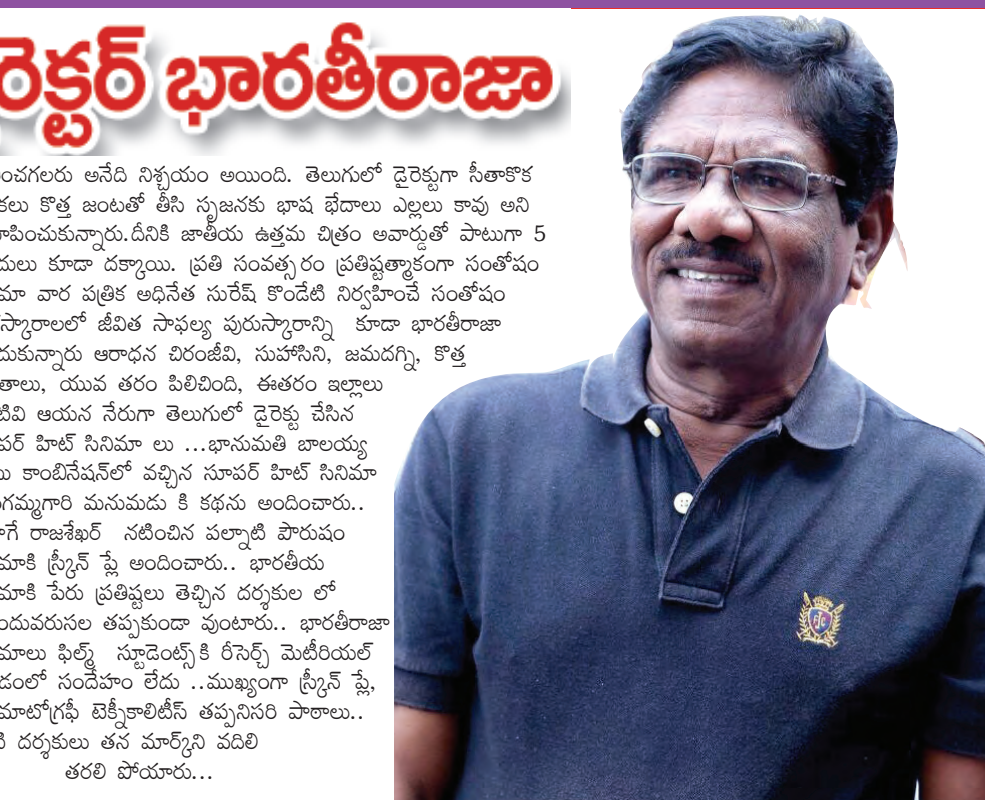 రెక్టర్ భారతీరాజా
ంచగలరు అనేది నిశ్చయం అయింది. తెలుగులో డైరెక్టుగా సీతాకొక
కలు కొత్త జంటతో తీసి సృజనకు భాష భేదాలు ఎల్లలు కావు అని
పించుకున్నారు.దీనికి జాతీయ ఉత్తమ చిత్రం అవార్డుతో పాటుగా 5
దులు కూడా దక్కాయి. ప్రతి సంవత్సరం ప్రతిష్టత్మాకంగా సంతోషం
మా వార పత్రిక అధినేత సురేష్ కొండేటి నిర్వహించే సంతోషం
స్కారాలలో జీవిత సాఫల్య పురుస్కారాన్ని కూడా భారతీరాజా
దుకున్నారు ఆరాధన చిరంజీవి, సుహాసిని, జమదగ్ని, కొత్త
తాలు, యువ తరం పిలిచింది, ఈతరం ఇల్లాలు
టివి ఆయన నేరుగా తెలుగులో డైరెక్టు చేసిన
పర్ హిట్ సినిమా లు ...భానుమతి బాలయ్య
కాంబినేషన్‌లో వచ్చిన సూపర్ హిట్ సినిమా
గమ్మగారి మనుమడు కి కథను అందించారు..
గే రాజశేఖర్ నటించిన పల్నాటి పౌరుషం
మాకి స్క్రీన్ ప్లే అందించారు.. భారతీయ
మాకి పేరు ప్రతిష్టలు తెచ్చిన దర్శకుల లో
ందువరుసల తప్పకుండా వుంటారు.. భారతీరాజా
మాలు ఫిల్మ్ స్టూడెంట్స్ కి రీసెర్చ్ మెటీరియల్
డంలో సందేహం లేదు ..ముఖ్యంగా స్క్రీన్ ప్లే,
మాటోగ్రఫీ టెక్నీకాలిటీస్ తప్పనిసరి పాఠాలు..
టి దర్శకులు తన మార్క్‌ని వదిలి
తరలి పోయారు...